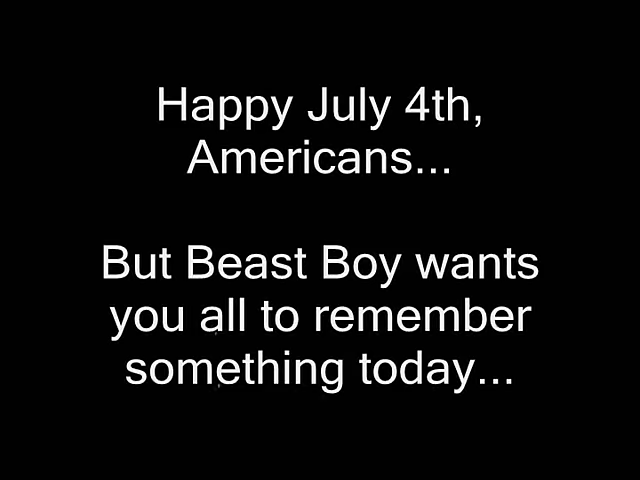 Happy July 4th,
Americans...
But Beast Boy wants
you all to remember
something today...